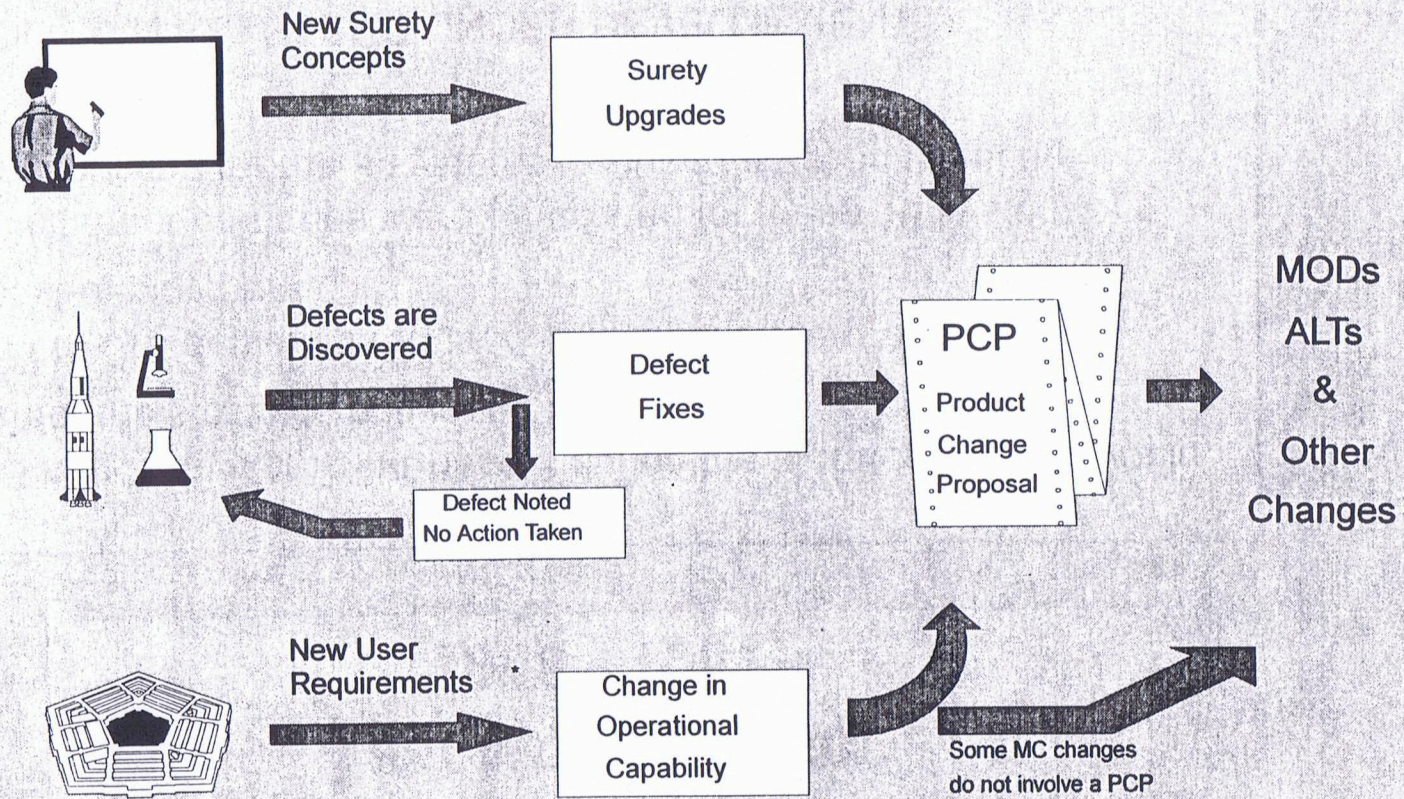 New Surety
Concepts
Surety
Upgrades
Defects are
Discovered
Defect
Fixes
Defect Noted
No Action Taken
New User
Requirements *
Change in
Operational
Capability
PCP
Product
Change
Proposal
Some MC changes
do not involve a PCP
MODs
ALTs
&
Other
Changes